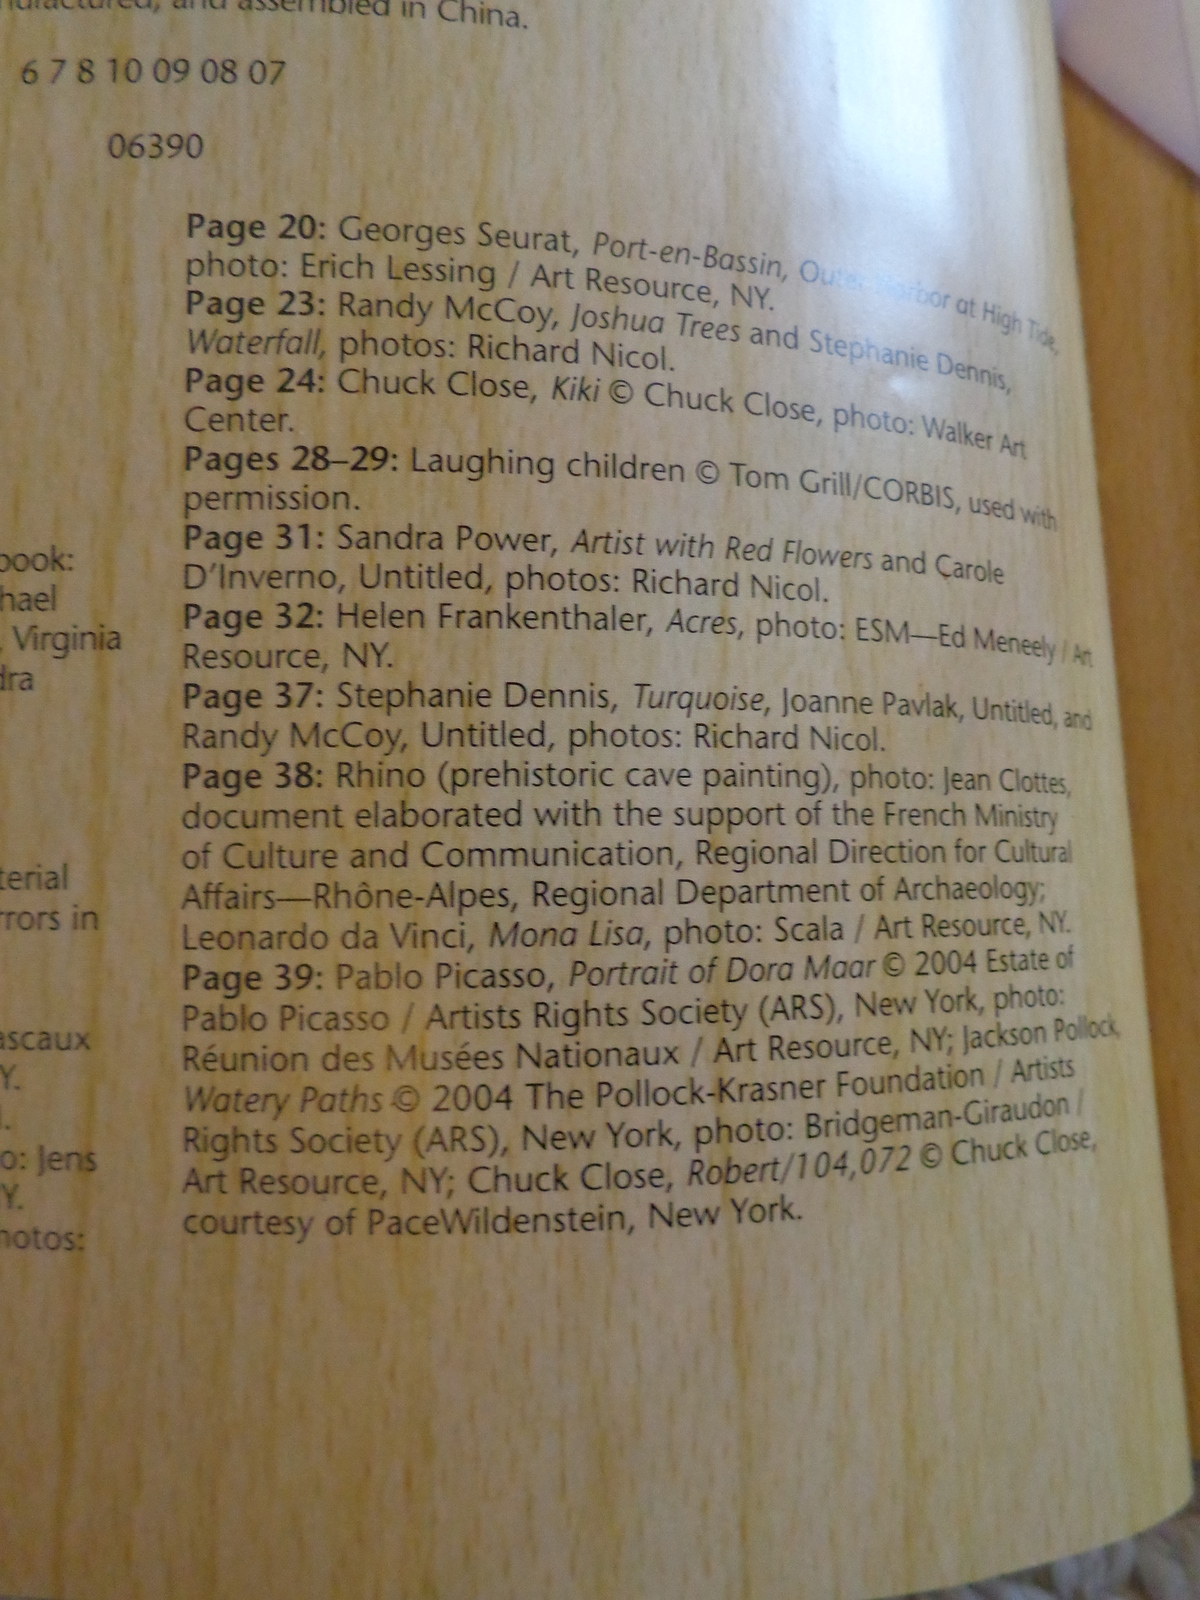 manufactured, and assembled in China.
6 7 8 10 09 08 07
06390
book:
hael
, Virginia
dra
terial
rrors in
ascaux
Y.
l.
o: Jens
Y.
hotos:
Page 20: Georges Seurat, Port-en-Bassin, Outer Harbor at High Tide,
photo: Erich Lessing / Art Resource, NY.
Page 23: Randy McCoy, Joshua Trees and Stephanie Dennis,
Waterfall, photos: Richard Nicol.
Page 24: Chuck Close, Kiki © Chuck Close, photo: Walker Art
Center.
Pages 28–29: Laughing children © Tom Grill/CORBIS, used with
permission.
Page 31: Sandra Power, Artist with Red Flowers and Carole
D'Inverno, Untitled, photos: Richard Nicol.
Page 32: Helen Frankenthaler, Acres, photo: ESM—Ed Meneely / Art
Resource, NY.
Page 37: Stephanie Dennis, Turquoise, Joanne Pavlak, Untitled, and
Randy McCoy, Untitled, photos: Richard Nicol.
Page 38: Rhino (prehistoric cave painting), photo: Jean Clottes,
document elaborated with the support of the French Ministry
of Culture and Communication, Regional Direction for Cultural
Affairs—Rhône-Alpes, Regional Department of Archaeology;
Leonardo da Vinci, Mona Lisa, photo: Scala / Art Resource, NY.
Page 39: Pablo Picasso, Portrait of Dora Maar © 2004 Estate of
Pablo Picasso / Artists Rights Society (ARS), New York, photo:
Réunion des Musées Nationaux / Art Resource, NY; Jackson Pollock,
Watery Paths © 2004 The Pollock-Krasner Foundation / Artists
Rights Society (ARS), New York, photo: Bridgeman-Giraudon /
Art Resource, NY; Chuck Close, Robert/104,072 © Chuck Close,
courtesy of PaceWildenstein, New York.